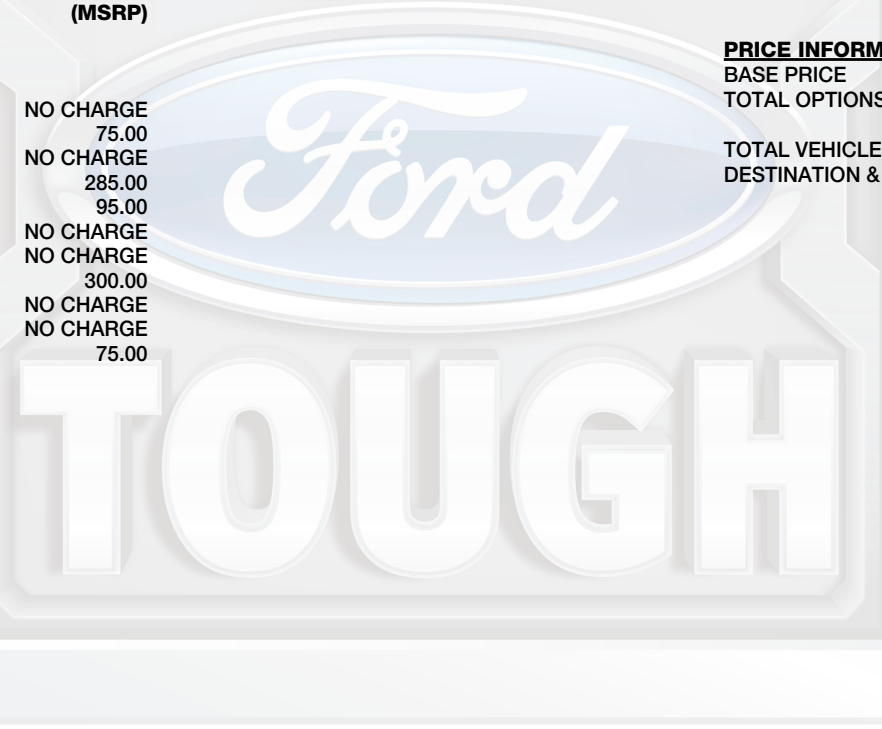 (MSRP)
NO CHARGE
75.00
NO CHARGE
285.00
95.00
NO CHARGE
NO CHARGE
300.00
NO CHARGE
NO CHARGE
75.00
PRICE INFORM
BASE PRICE
TOTAL OPTIONS
TOTAL VEHICLE
DESTINATION &
Ford
TOUGH